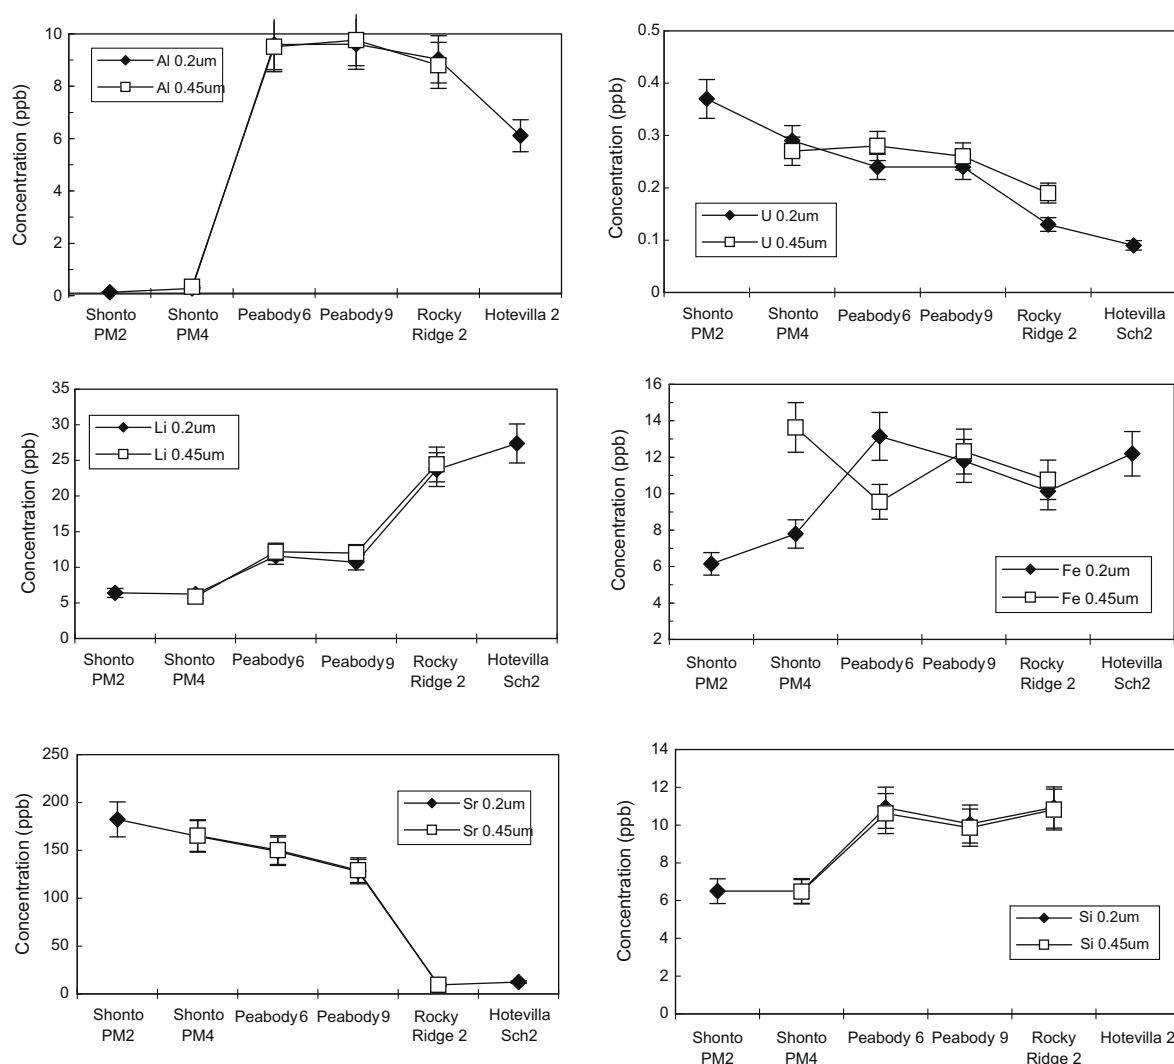 Concentration (ppb)
10
8
6
4
2
0
Al 0.2um
Al 0.45um
Shonto PM2
Shonto PM4
Peabody6
Peabody9
Rocky Ridge 2
Hotevilla 2
Concentration (ppb)
0.5
0.4
0.3
0.2
0.1
0
U 0.2um
U 0.45um
Shonto PM2
Shonto PM4
Peabody6
Peabody9
Rocky Ridge 2
Hotevilla Sch2
Concentration (ppb)
35
30
25
20
15
10
5
0
Li 0.2um
Li 0.45um
Shonto PM2
Shonto PM4
Peabody6
Peabody9
Rocky Ridge 2
Hotevilla Sch2
Concentration (ppb)
16
14
12
10
8
6
4
2
Fe 0.2um
Fe 0.45um
Shonto PM2
Shonto PM4
Peabody6
Peabody9
Rocky Ridge 2
Hotevilla Sch2
Concentration (ppb)
250
200
150
100
50
0
Sr 0.2um
Sr 0.45um
Shonto PM2
Shonto PM4
Peabody6
Peabody9
Rocky Ridge 2
Hotevilla Sch2
Concentration (ppb)
14
12
10
8
6
4
2
0
Si 0.2um
Si 0.45um
Shonto PM2
Shonto PM4
Peabody 6
Peabody 9
Rocky Ridge 2
Hotevilla 2